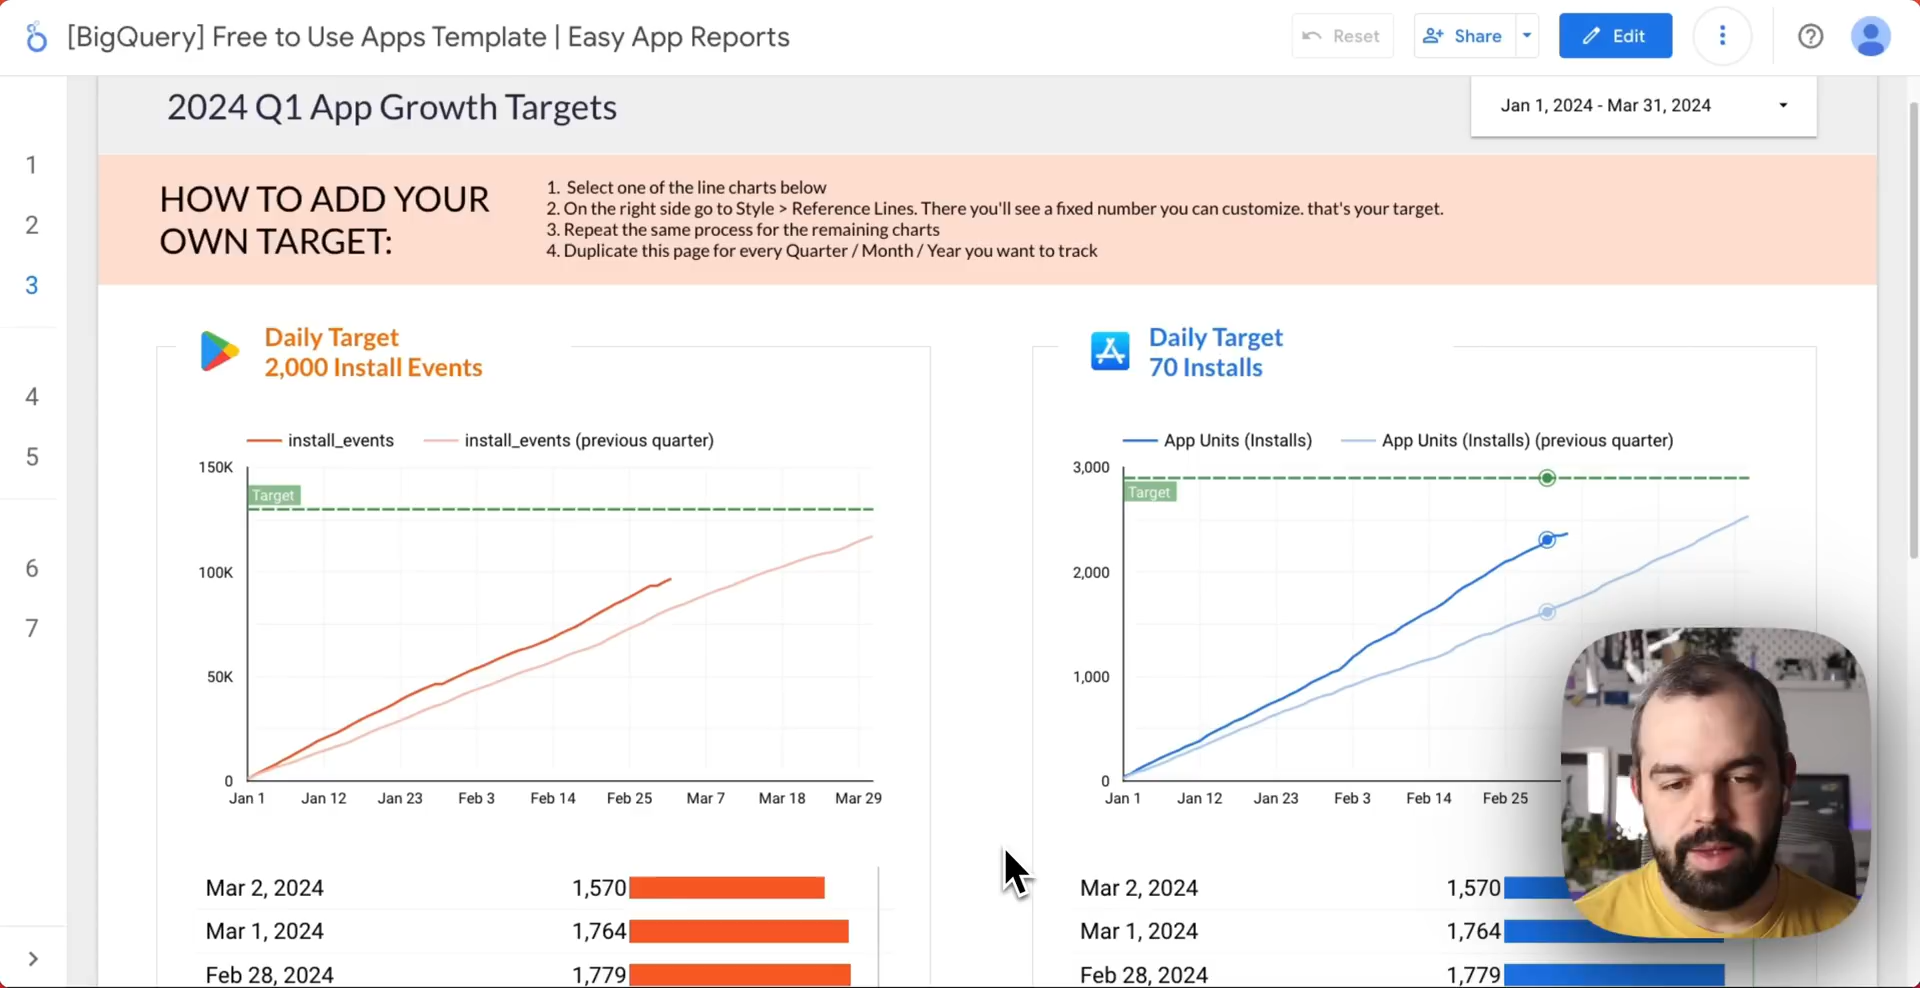 [BigQuery] Free to Use Apps Template | Easy App Reports
Reset
Share
Edit
2024 Q1 App Growth Targets
Jan 1, 2024 - Mar 31, 2024
1
2
3
4
5
6
7
HOW TO ADD YOUR
OWN TARGET:
1. Select one of the line charts below
2. On the right side go to Style > Reference Lines. There you'll see a fixed number you can customize. that's your target.
3. Repeat the same process for the remaining charts
4. Duplicate this page for every Quarter / Month / Year you want to track
Daily Target
2,000 Install Events
install_events
install_events (previous quarter)
150K
Target
100K
50K
0
Jan 1 Jan 12 Jan 23 Feb 3 Feb 14 Feb 25 Mar 7 Mar 18 Mar 29
Mar 2, 2024 1,570
Mar 1, 2024 1,764
Feb 28, 2024 1,779
Daily Target
70 Installs
App Units (Installs)
App Units (Installs) (previous quarter)
3,000
Target
2,000
1,000
0
Jan 1 Jan 12 Jan 23 Feb 3 Feb 14 Feb 25
Mar 2, 2024 1,570
Mar 1, 2024 1,764
Feb 28, 2024 1,779